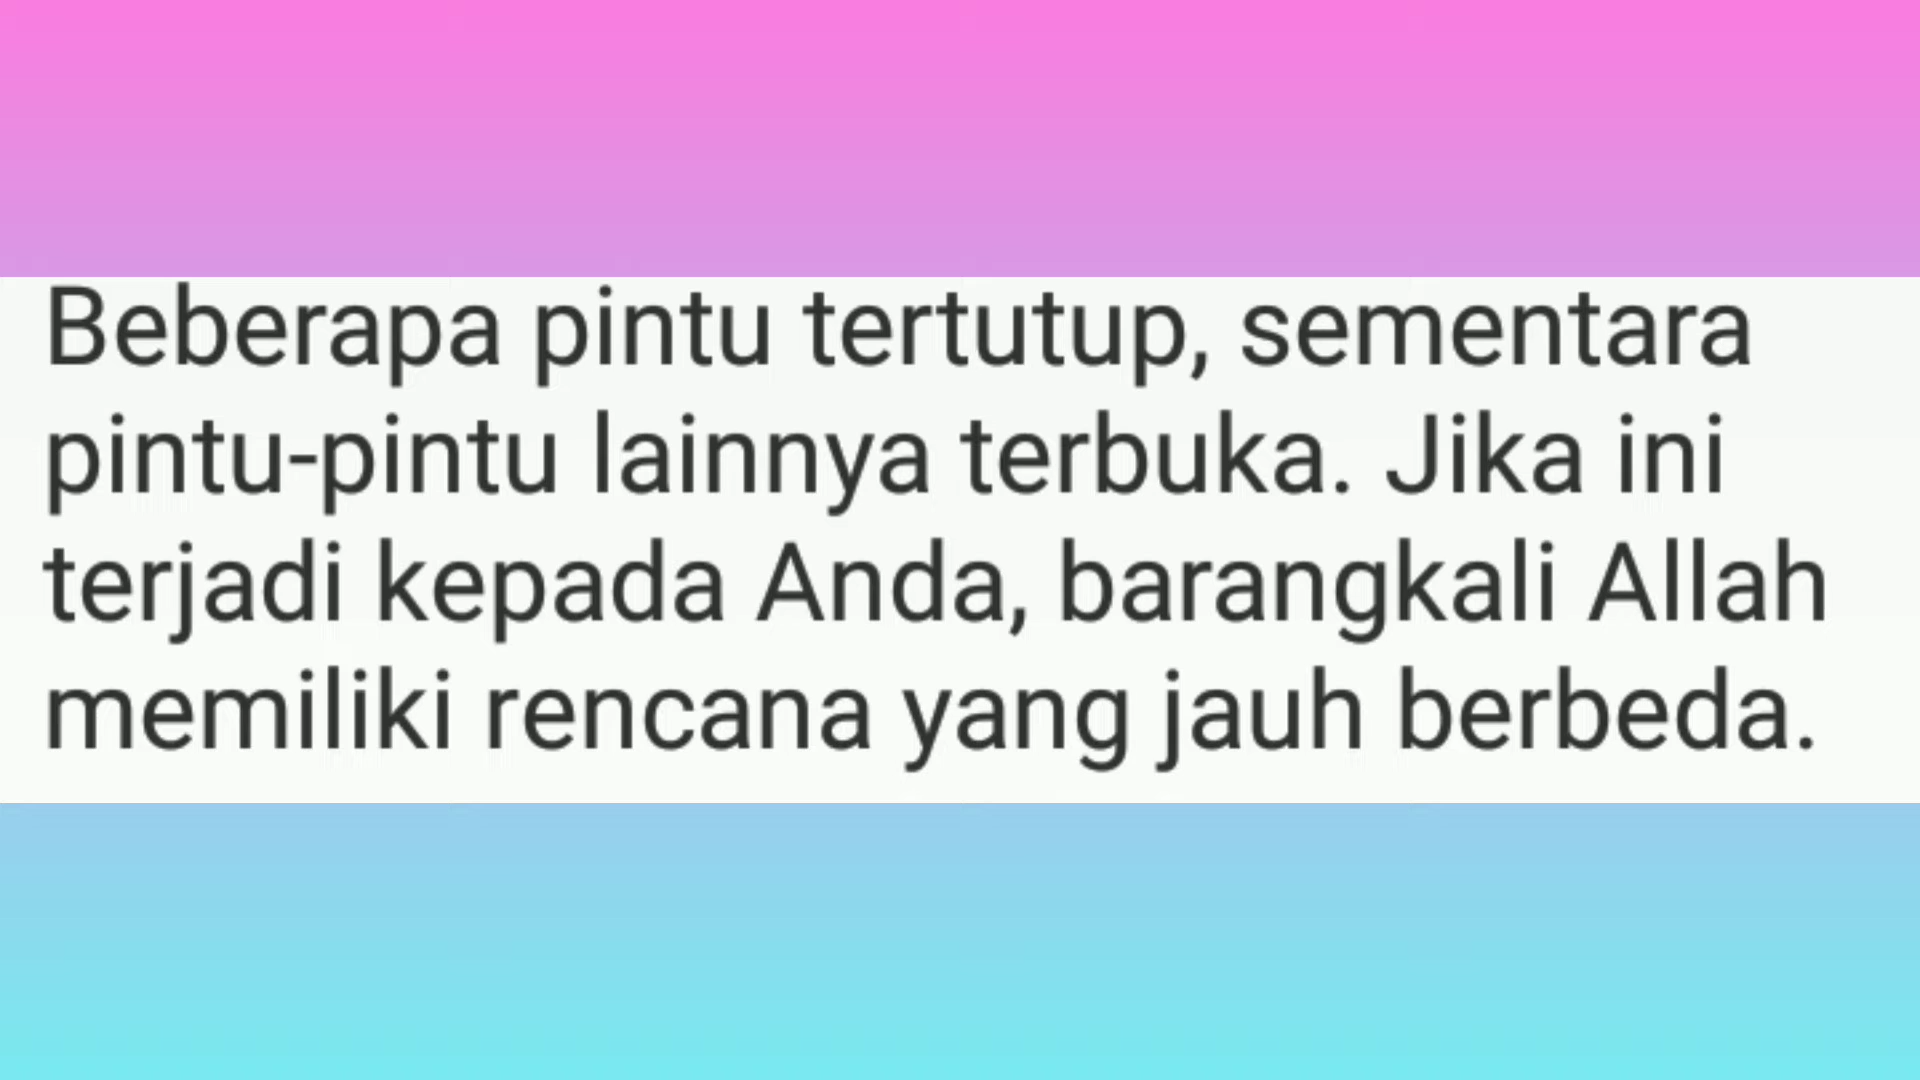 Beberapa pintu tertutup, sementara
pintu-pintu lainnya terbuka. Jika ini
terjadi kepada Anda, barangkali Allah
memiliki rencana yang jauh berbeda.